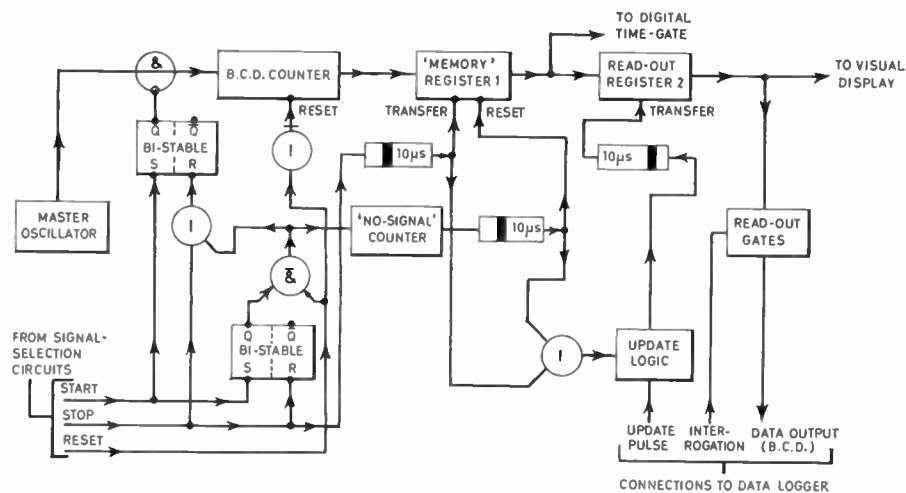 TO DIGITAL
TIME-GATE
&
B.C.D. COUNTER
'MEMORY'
REGISTER 1
READ-OUT
REGISTER 2
TO VISUAL
DISPLAY
RESET
TRANSFER
RESET
TRANSFER
Q Q̅
BI-STABLE
S R
I
10µs
10µs
MASTER
OSCILLATOR
I
'NO-SIGNAL'
COUNTER
10µs
READ-OUT
GATES
&̅
FROM SIGNAL-
SELECTION
CIRCUITS
Q Q̅
BI-STABLE
S R
I
UPDATE
LOGIC
START
STOP
RESET
UPDATE
PULSE
INTER-
ROGATION
DATA OUTPUT
(B.C.D.)
CONNECTIONS TO DATA LOGGER